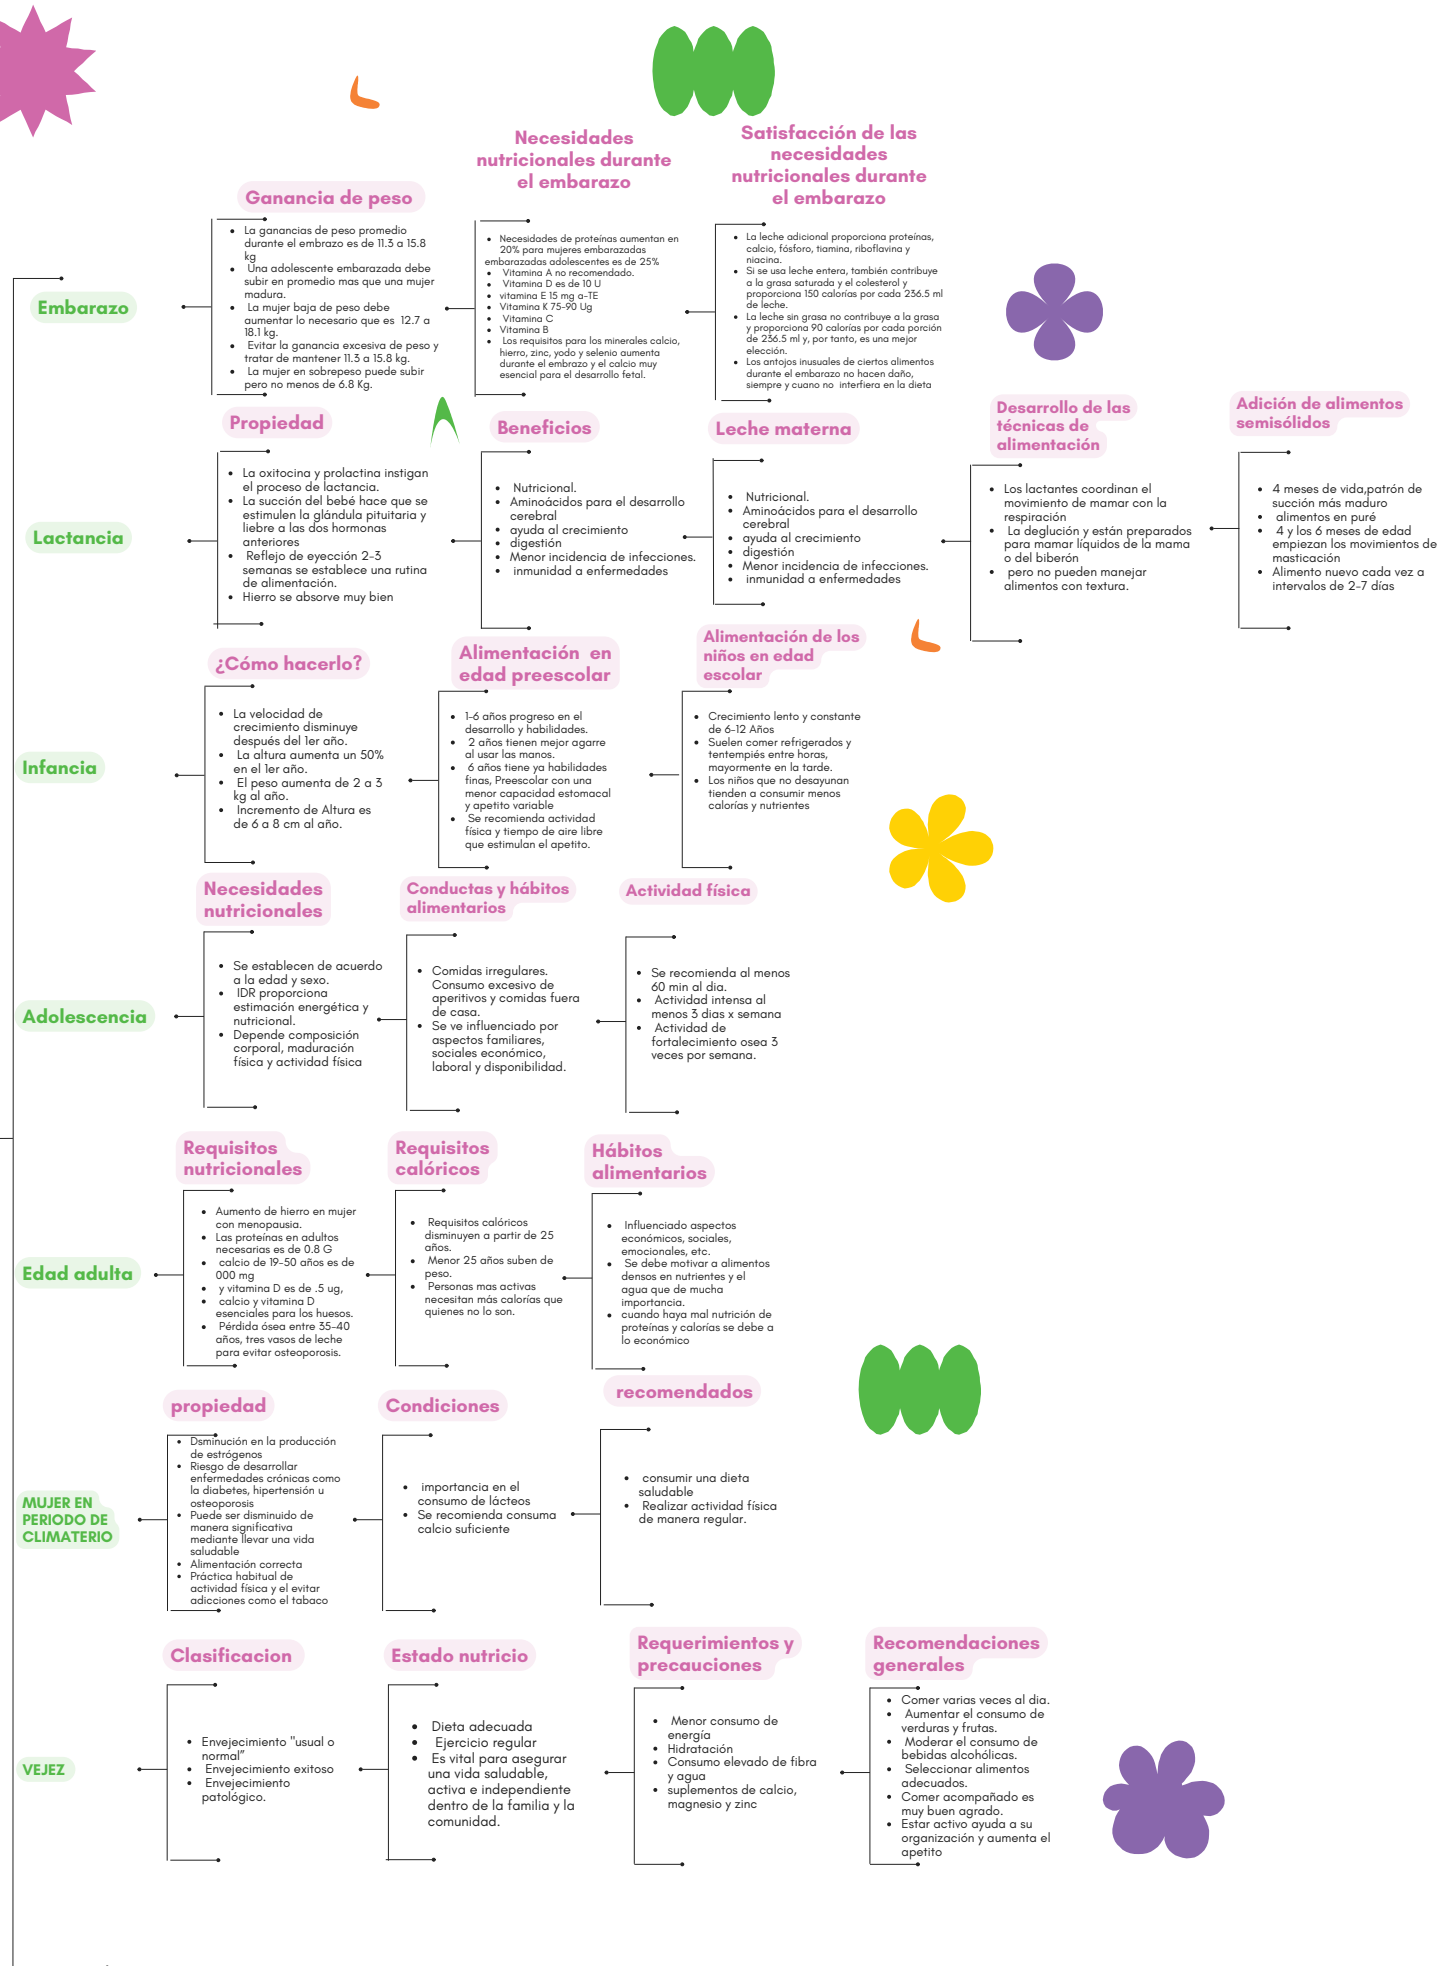 Embarazo
Ganancia de peso
• La ganancias de peso promedio
durante el embrazo es de 11.3 a 15.8
kg
• Una adolescente embarazada debe
subir en promedio mas que una mujer
madura.
• La mujer baja de peso debe
aumentar lo necesario que es 12.7 a
18.1 kg.
• Evitar la ganancia excesiva de peso y
tratar de mantener 11.3 a 15.8 kg.
• La mujer en sobrepeso puede subir
pero no menos de 6.8 Kg.
Necesidades
nutricionales durante
el embarazo
• Necesidades de proteínas aumentan en
20% para mujeres embarazadas
embarazadas adolescentes es de 25%
• Vitamina A no recomendado.
• Vitamina D es de 10 U
• vitamina E 15 mg a-TE
• Vitamina K 75-90 Ug
• Vitamina C
• Vitamina B
• Los requisitos para los minerales calcio,
hierro, zinc, yodo y selenio aumenta
durante el embrazo y el calcio muy
esencial para el desarrollo fetal.
Satisfacción de las
necesidades
nutricionales durante
el embarazo
• La leche adicional proporciona proteínas,
calcio, fósforo, tiamina, riboflavina y
niacina.
• Si se usa leche entera, también contribuye
a la grasa saturada y el colesterol y
proporciona 150 calorías por cada 236.5 ml
de leche.
• La leche sin grasa no contribuye a la grasa
y proporciona 90 calorías por cada porción
de 236.5 ml y, por tanto, es una mejor
elección.
• Los antojos inusuales de ciertos alimentos
durante el embarazo no hacen daño,
siempre y cuano no interfiera en la dieta
Lactancia
Propiedad
• La oxitocina y prolactina instigan
el proceso de lactancia.
• La succión del bebé hace que se
estimulen la glándula pituitaria y
liebre a las dos hormonas
anteriores
• Reflejo de eyección 2-3
semanas se establece una rutina
de alimentación.
• Hierro se absorve muy bien
Beneficios
• Nutricional.
• Aminoácidos para el desarrollo
cerebral
• ayuda al crecimiento
• digestión
• Menor incidencia de infecciones.
• inmunidad a enfermedades
Leche materna
• Nutricional.
• Aminoácidos para el desarrollo
cerebral
• ayuda al crecimiento
• digestión
• Menor incidencia de infecciones.
• inmunidad a enfermedades
Desarrollo de las
técnicas de
alimentación
• Los lactantes coordinan el
movimiento de mamar con la
respiración
• La deglución y están preparados
para mamar líquidos de la mama
o del biberón
• pero no pueden manejar
alimentos con textura.
Adición de alimentos
semisólidos
• 4 meses de vida,patrón de
succión más maduro
• alimentos en puré
• 4 y los 6 meses de edad
empiezan los movimientos de
masticación
• Alimento nuevo cada vez a
intervalos de 2-7 días
Infancia
¿Cómo hacerlo?
• La velocidad de
crecimiento disminuye
después del 1er año.
• La altura aumenta un 50%
en el 1er año.
• El peso aumenta de 2 a 3
kg al año.
• Incremento de Altura es
de 6 a 8 cm al año.
Alimentación en
edad preescolar
• 1-6 años progreso en el
desarrollo y habilidades.
• 2 años tienen mejor agarre
al usar las manos.
• 6 años tiene ya habilidades
finas, Preescolar con una
menor capacidad estomacal
y apetito variable
• Se recomienda actividad
física y tiempo de aire libre
que estimulan el apetito.
Alimentación de los
niños en edad
escolar
• Crecimiento lento y constante
de 6-12 Años
• Suelen comer refrigerados y
tentempiés entre horas,
mayormente en la tarde.
• Los niños que no desayunan
tienden a consumir menos
calorías y nutrientes
Adolescencia
Necesidades
nutricionales
• Se establecen de acuerdo
a la edad y sexo.
• IDR proporciona
estimación energética y
nutricional.
• Depende composición
corporal, maduración
física y actividad física
Conductas y hábitos
alimentarios
• Comidas irregulares.
Consumo excesivo de
aperitivos y comidas fuera
de casa.
• Se ve influenciado por
aspectos familiares,
sociales económico,
laboral y disponibilidad.
Actividad física
• Se recomienda al menos
60 min al dia.
• Actividad intensa al
menos 3 dias x semana
• Actividad de
fortalecimiento osea 3
veces por semana.
Edad adulta
Requisitos
nutricionales
• Aumento de hierro en mujer
con menopausia.
• Las proteínas en adultos
necesarias es de 0.8 G
• calcio de 19-50 años es de
000 mg
• y vitamina D es de .5 ug,
• calcio y vitamina D
esenciales para los huesos.
• Pérdida ósea entre 35-40
años, tres vasos de leche
para evitar osteoporosis.
Requisitos
calóricos
• Requisitos calóricos
disminuyen a partir de 25
años.
• Menor 25 años suben de
peso.
• Personas mas activas
necesitan más calorías que
quienes no lo son.
Hábitos
alimentarios
• Influenciado aspectos
económicos, sociales,
emocionales, etc.
• Se debe motivar a alimentos
densos en nutrientes y el
agua que de mucha
importancia.
• cuando haya mal nutrición de
proteínas y calorías se debe a
lo económico
MUJER EN
PERIODO DE
CLIMATERIO
propiedad
• Dsminución en la producción
de estrógenos
• Riesgo de desarrollar
enfermedades crónicas como
la diabetes, hipertensión u
osteoporosis
• Puede ser disminuido de
manera significativa
mediante llevar una vida
saludable
• Alimentación correcta
• Práctica habitual de
actividad física y el evitar
adicciones como el tabaco
Condiciones
• importancia en el
consumo de lácteos
• Se recomienda consuma
calcio suficiente
recomendados
• consumir una dieta
saludable
• Realizar actividad física
de manera regular.
VEJEZ
Clasificacion
• Envejecimiento "usual o
normal”
• Envejecimiento exitoso
• Envejecimiento
patológico.
Estado nutricio
• Dieta adecuada
• Ejercicio regular
• Es vital para asegurar
una vida saludable,
activa e independiente
dentro de la familia y la
comunidad.
Requerimientos y
precauciones
• Menor consumo de
energía
• Hidratación
• Consumo elevado de fibra
y agua
• suplementos de calcio,
magnesio y zinc
Recomendaciones
generales
• Comer varias veces al dia.
• Aumentar el consumo de
verduras y frutas.
• Moderar el consumo de
bebidas alcohólicas.
• Seleccionar alimentos
adecuados.
• Comer acompañado es
muy buen agrado.
• Estar activo ayuda a su
organización y aumenta el
apetito